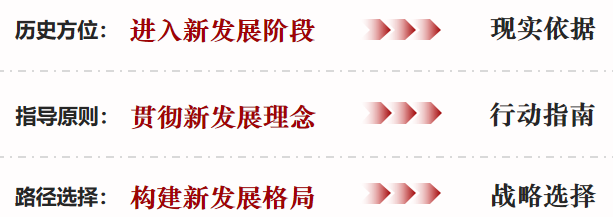 历史方位： 进入新发展阶段 现实依据
指导原则： 贯彻新发展理念 行动指南
路径选择： 构建新发展格局 战略选择